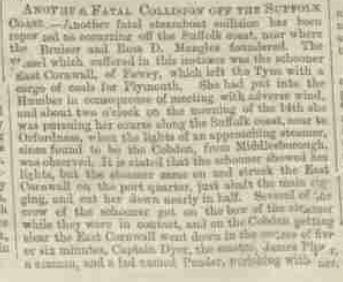 ANOTHER FATAL COLLISION OFF THE SUFFOLK
COAST.—Another fatal steamboat collision has been
reported as occurring off the Suffolk coast, near where
the Bruiser and Ross D. Mangles foundered. The
vessel which suffered in this instance was the schooner
East Cornwall, of Fowey, which left the Tyne with a
cargo of coals for Plymouth. She had put into the
Humber in consequence of meeting with adverse wind,
and about two o'clock on the morning of the 14th she
was pursuing her course along the Suffolk coast, near to
Orfordness, when the lights of an approaching steamer,
since found to be the Cobden, from Middlesborough,
was observed. It is stated that the schooner showed her
lights, but the steamer came on and struck the East
Cornwall on the port quarter, just abaft the main rig-
ging, and cut her down nearly in half. Several of the
crew of the schooner got on the bow of the steamer
while they were in contact, and on the Cobden getting
clear the East Cornwall went down in the course of five
or six minutes, Captain Dyer, the
a seaman, and a lad named Pender, perishing with her.